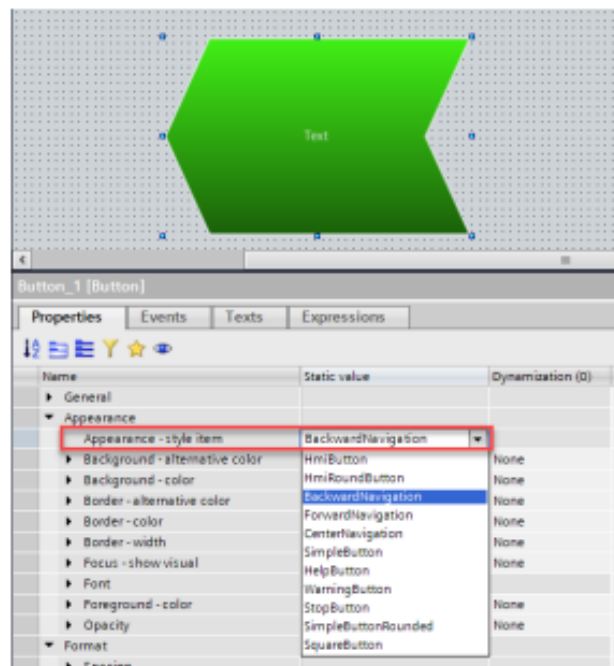 Text
Button_1 [Button]
Properties Events Texts Expressions
Name Static value Dynamization (0)
General
Appearance
Appearance - style item BackwardNavigation
Background - alternative color HmiButton None
Background - color HmiRoundButton None
Border - alternative color BackwardNavigation None
Border - color ForwardNavigation None
Border - width CenterNavigation None
Focus - show visual SimpleButton None
Font HelpButton
Foreground - color WarningButton None
Opacity StopButton None
SimpleButtonRounded
Format SquareButton
Spacing